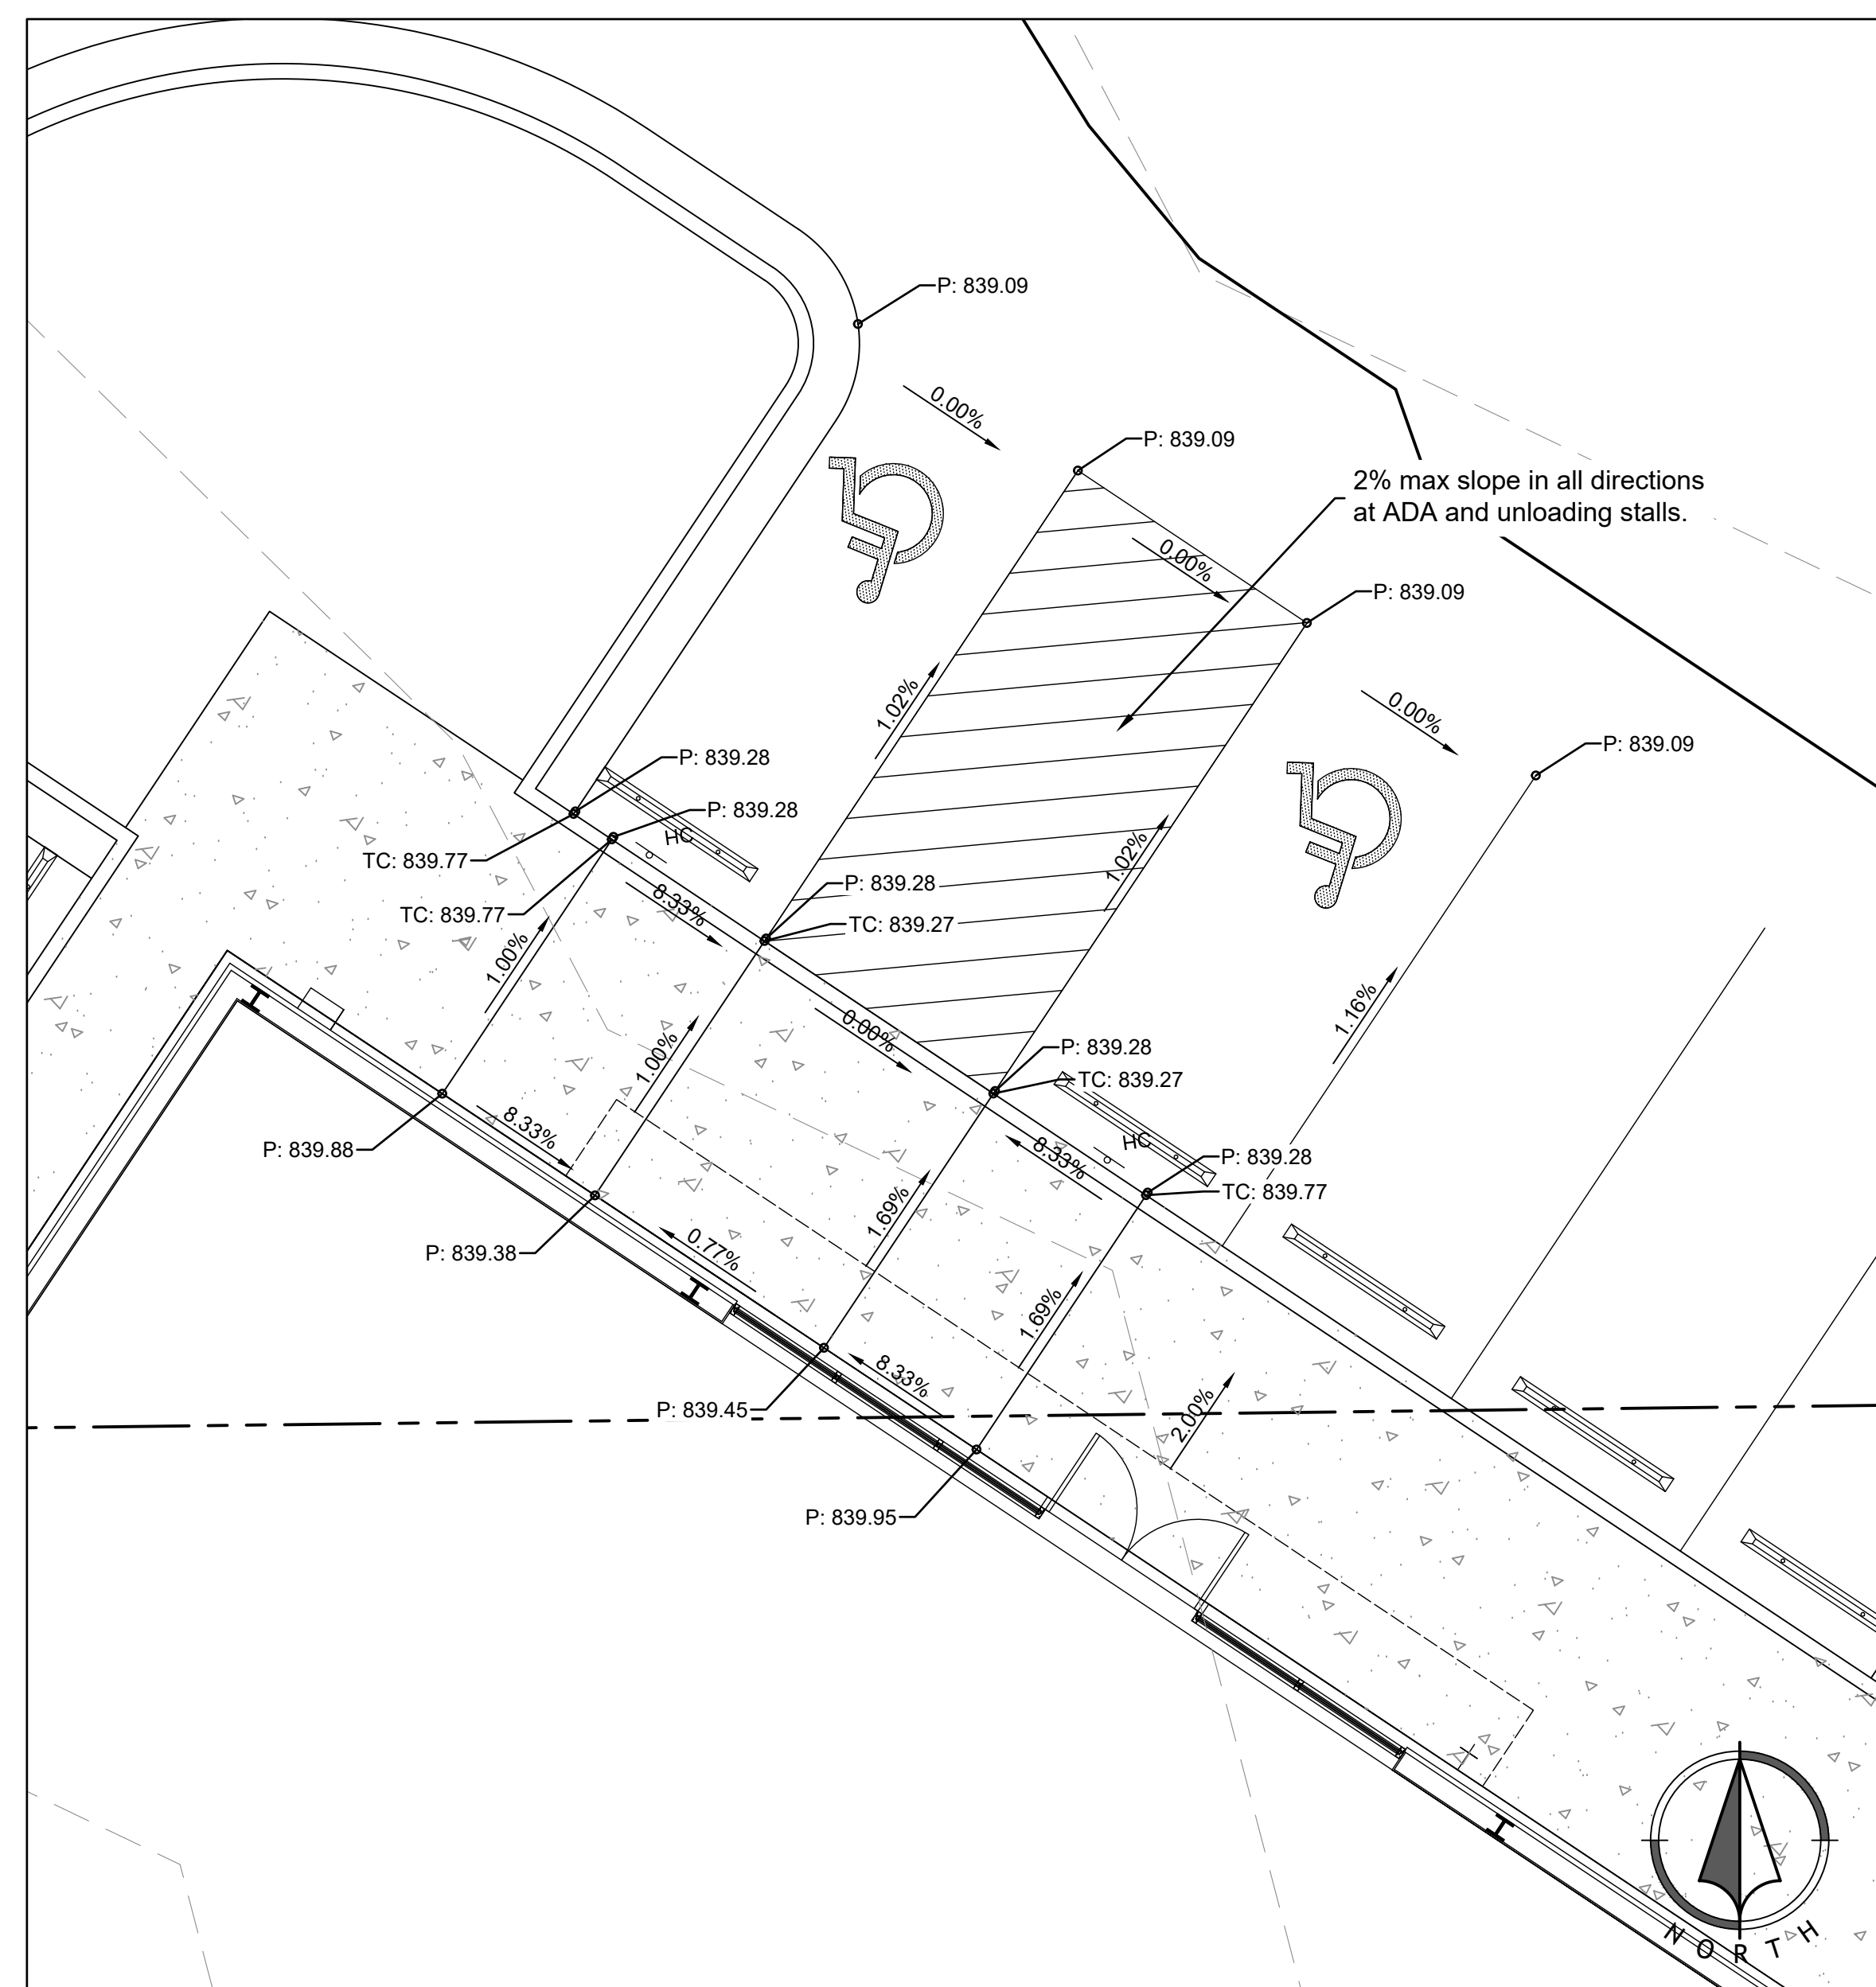 P: 839.09
0.00%
P: 839.09
2% max slope in all directions
at ADA and unloading stalls.
0.00%
P: 839.09
1.02%
0.00%
P: 839.09
P: 839.28
P: 839.28
HC
TC: 839.77
1.02%
P: 839.28
8.33%
TC: 839.77
TC: 839.27
1.00%
1.16%
0.00%
P: 839.28
1.00%
TC: 839.27
8.33%
HC
P: 839.88
8.33%
P: 839.28
TC: 839.77
1.69%
P: 839.38
0.77%
1.69%
8.33%
P: 839.45
2.00%
P: 839.95
NORTH